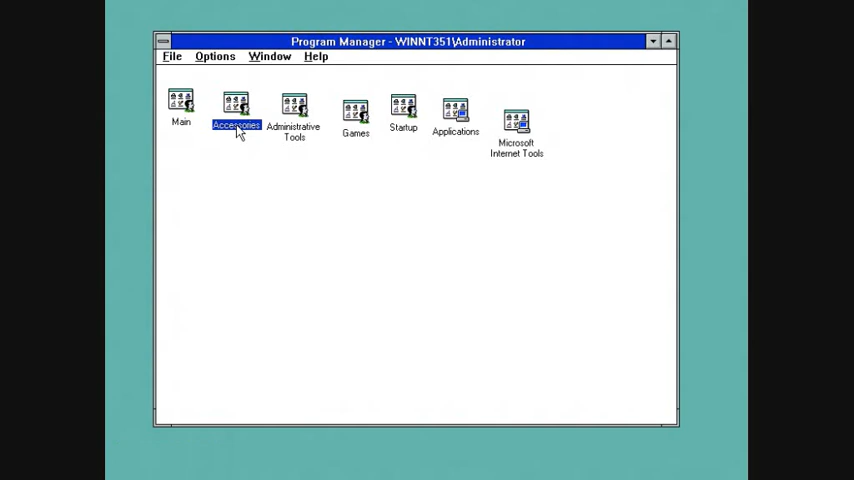 Program Manager - WINNT351\Administrator
File Options Window Help
Main
Accessories
Administrative
Tools
Games
Startup
Applications
Microsoft
Internet Tools